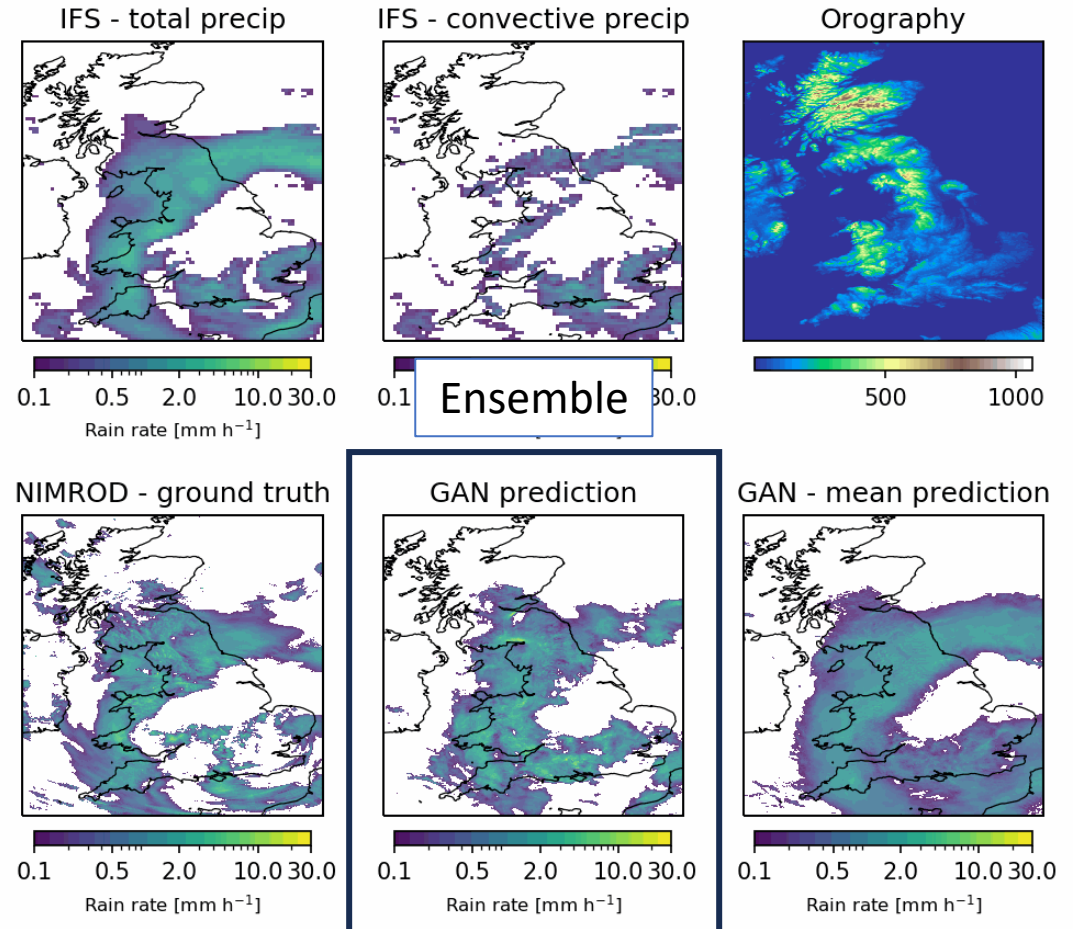 IFS - total precip
IFS - convective precip
Orography
0.1 0.5 2.0 10.0 30.0
Rain rate [mm h⁻¹]
0.1
Ensemble
500 1000
NIMROD - ground truth
GAN prediction
GAN - mean prediction
0.1 0.5 2.0 10.0 30.0
Rain rate [mm h⁻¹]
0.1 0.5 2.0 10.0 30.0
Rain rate [mm h⁻¹]
0.1 0.5 2.0 10.0 30.0
Rain rate [mm h⁻¹]